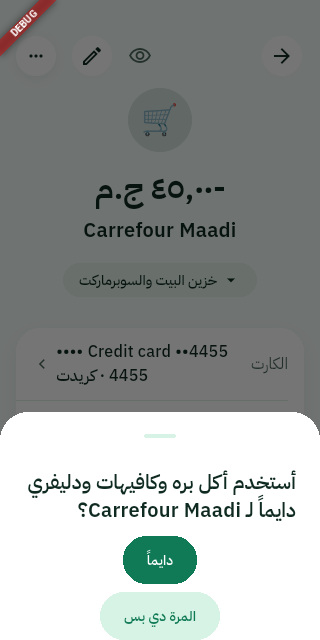 DEBUG
-٤٥,٠٠ ج.م
Carrefour Maadi
خزين البيت والسوبرماركت
الكارت
•••• Credit card ••4455
كريدت · 4455
أستخدم أكل بره وكافيهات ودليفري
دايماً لـ Carrefour Maadi؟
دايماً
المرة دي بس